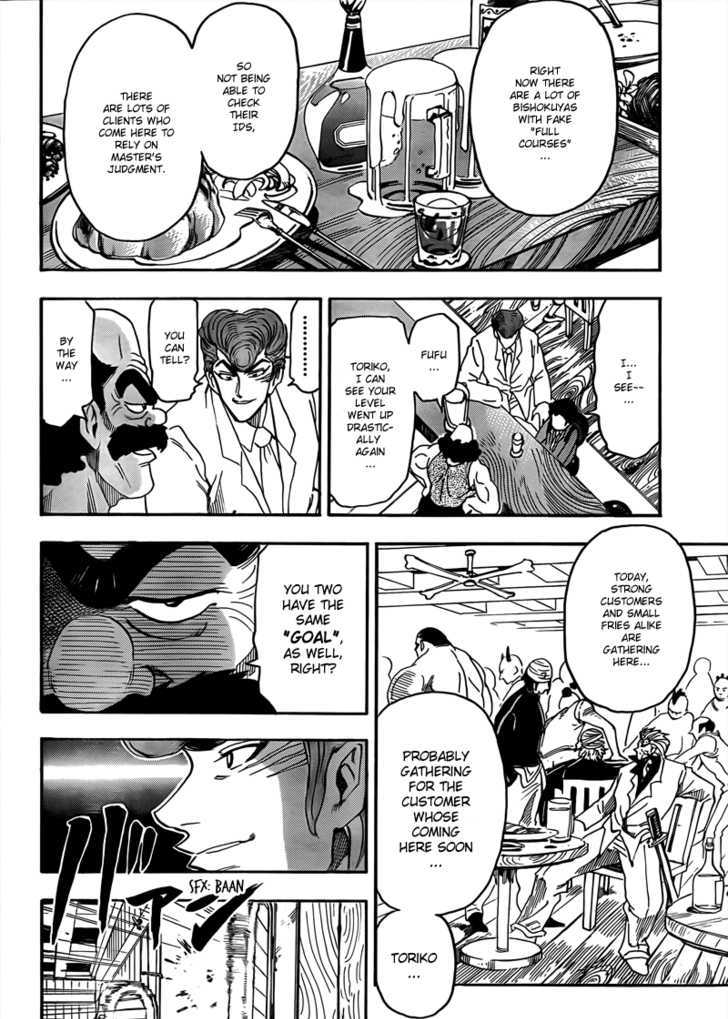 RIGHT
NOW THERE
ARE A LOT OF
BISHOKUYAS
WITH FAKE
"FULL
COURSES"
...
SO
NOT BEING
ABLE TO
CHECK
THEIR
IDS,
THERE
ARE LOTS OF
CLIENTS WHO
COME HERE TO
RELY ON
MASTER'S
JUDGMENT.
I...
I
SEE--
...
FUFU
...
TORIKO,
I CAN
SEE YOUR
LEVEL
WENT UP
DRASTIC-
ALLY
AGAIN
...
........
YOU
CAN
TELL?
BY
THE
WAY
...
TODAY,
STRONG
CUSTOMERS
AND SMALL
FRIES ALIKE
ARE
GATHERING
HERE...
PROBABLY
GATHERING
FOR THE
CUSTOMER
WHOSE
COMING
HERE SOON
...
TORIKO
...
YOU TWO
HAVE THE
SAME
"GOAL",
AS WELL,
RIGHT?
バアン
SFX: BAAN